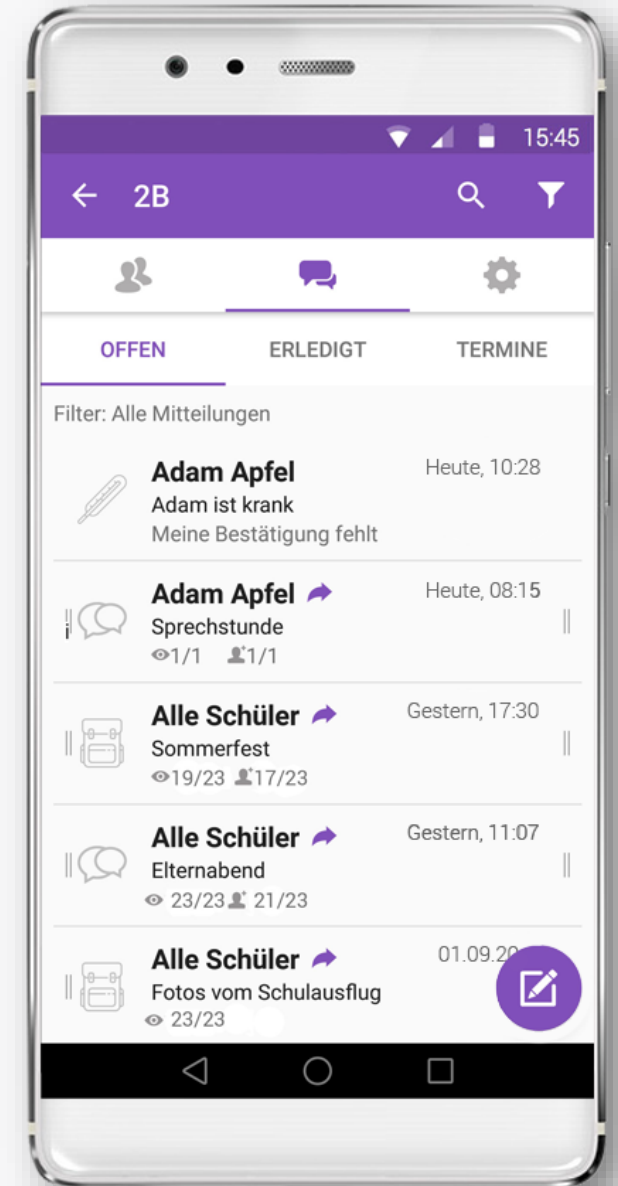 15:45
2B
OFFEN ERLEDIGT TERMINE
Filter: Alle Mitteilungen
Adam Apfel Heute, 10:28
Adam ist krank
Meine Bestätigung fehlt
Adam Apfel Heute, 08:15
Sprechstunde
1/1 1/1
Alle Schüler Gestern, 17:30
Sommerfest
19/23 17/23
Alle Schüler Gestern, 11:07
Elternabend
23/23 21/23
Alle Schüler 01.09.20
Fotos vom Schulausflug
23/23